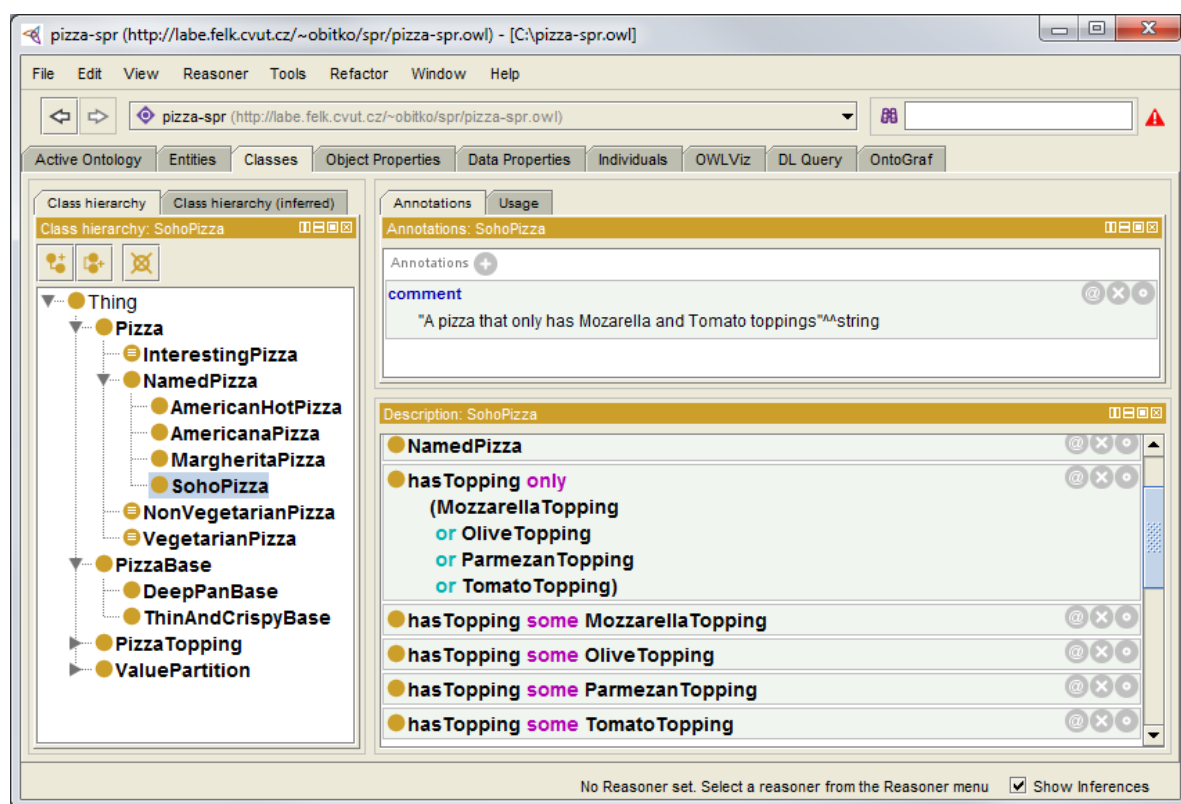 pizza-spr (http://labe.felk.cvut.cz/~obitko/spr/pizza-spr.owl) - [C:\pizza-spr.owl]
File Edit View Reasoner Tools Refactor Window Help
pizza-spr (http://labe.felk.cvut.cz/~obitko/spr/pizza-spr.owl)
Active Ontology Entities Classes Object Properties Data Properties Individuals OWLViz DL Query OntoGraf
Class hierarchy Class hierarchy (inferred)
Class hierarchy: SohoPizza
Thing
Pizza
InterestingPizza
NamedPizza
AmericanHotPizza
AmericanaPizza
MargheritaPizza
SohoPizza
NonVegetarianPizza
VegetarianPizza
PizzaBase
DeepPanBase
ThinAndCrispyBase
PizzaTopping
ValuePartition
Annotations Usage
Annotations: SohoPizza
Annotations
comment
"A pizza that only has Mozarella and Tomato toppings"^^string
Description: SohoPizza
NamedPizza
hasTopping only
(MozzarellaTopping
or OliveTopping
or ParmezanTopping
or TomatoTopping)
hasTopping some MozzarellaTopping
hasTopping some OliveTopping
hasTopping some ParmezanTopping
hasTopping some TomatoTopping
No Reasoner set. Select a reasoner from the Reasoner menu Show Inferences